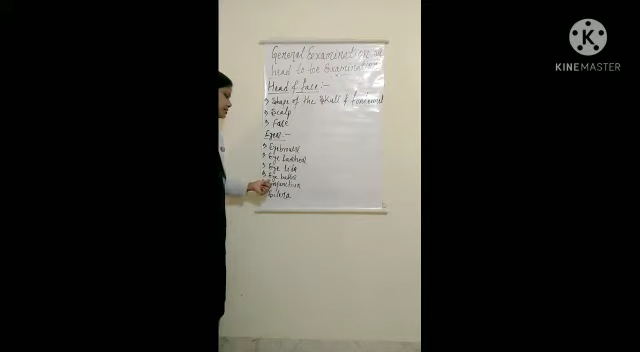 General Examination
head to toe Examination
Head & Face:-
Shape of the Skull &
Scalp
Face
Eyes:-
Eyebrows
Eye lashes
Eye lids
Eye balls
Conjunctiva
Sclera
KINEMASTER